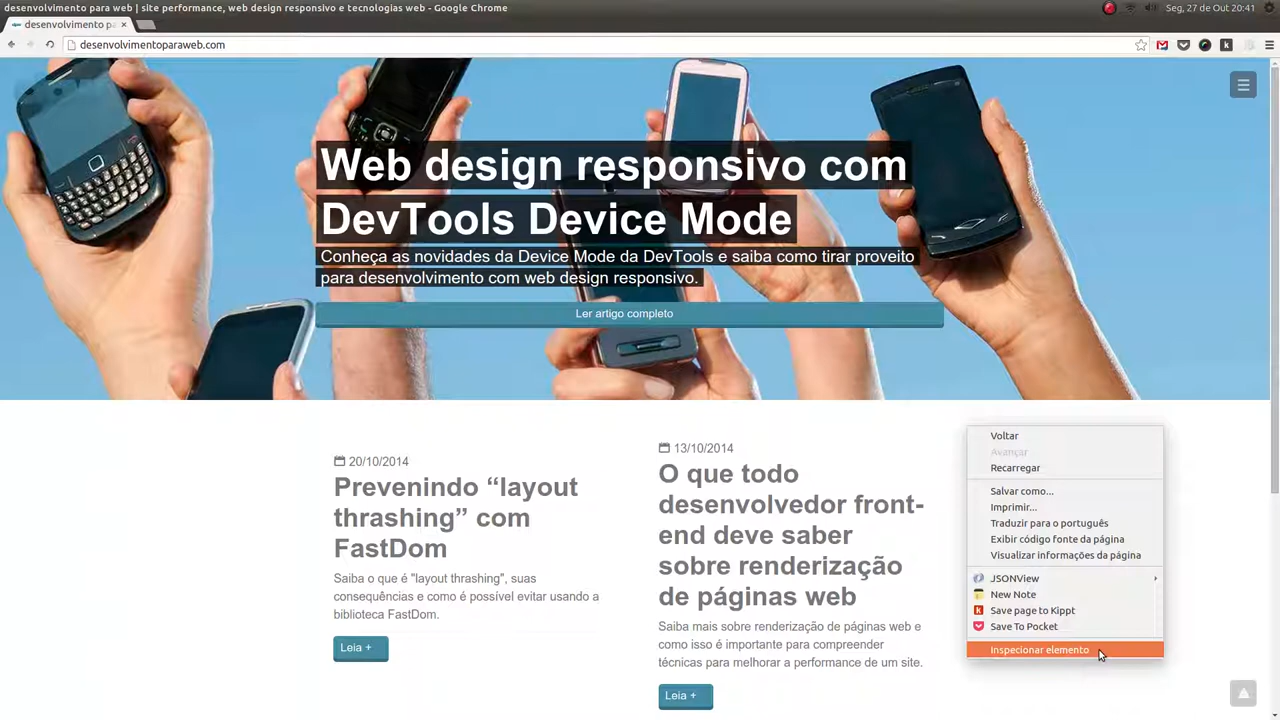 desenvolvimento para web | site performance, web design responsivo e tecnologias web - Google Chrome
Seg, 27 de Out 20:41
desenvolvimento pa
desenvolvimentoparaweb.com
Web design responsivo com
DevTools Device Mode
Conheça as novidades da Device Mode da DevTools e saiba como tirar proveito
para desenvolvimento com web design responsivo.
Ler artigo completo
20/10/2014
Prevenindo “layout
thrashing” com
FastDom
Saiba o que é "layout thrashing", suas
consequências e como é possível evitar usando a
biblioteca FastDom.
Leia +
13/10/2014
O que todo
desenvolvedor front-
end deve saber
sobre renderização
de páginas web
Saiba mais sobre renderização de páginas web e
como isso é importante para compreender
técnicas para melhorar a performance de um site.
Leia +
Voltar
Avançar
Recarregar
Salvar como...
Imprimir...
Traduzir para o português
Exibir código fonte da página
Visualizar informações da página
JSONView
New Note
Save page to Kippt
Save To Pocket
Inspecionar elemento